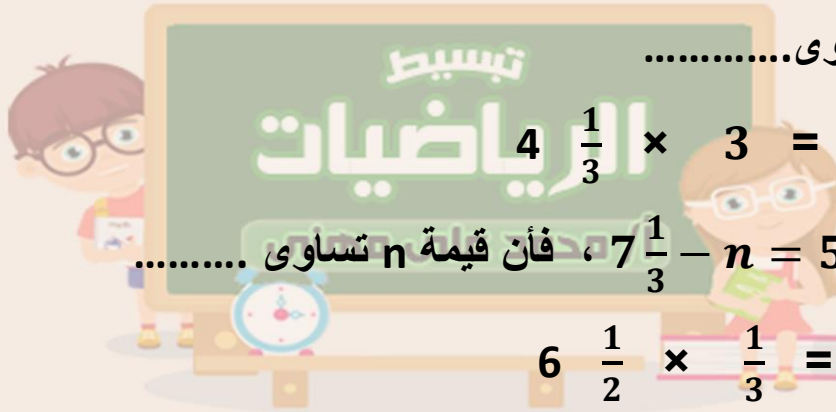 .............
تبسيط
الرياضيات
4 1/3 × 3 =
7 1/3 − n = 5 ، فأن قيمة n تساوى ..........
6 1/2 × 1/3 =